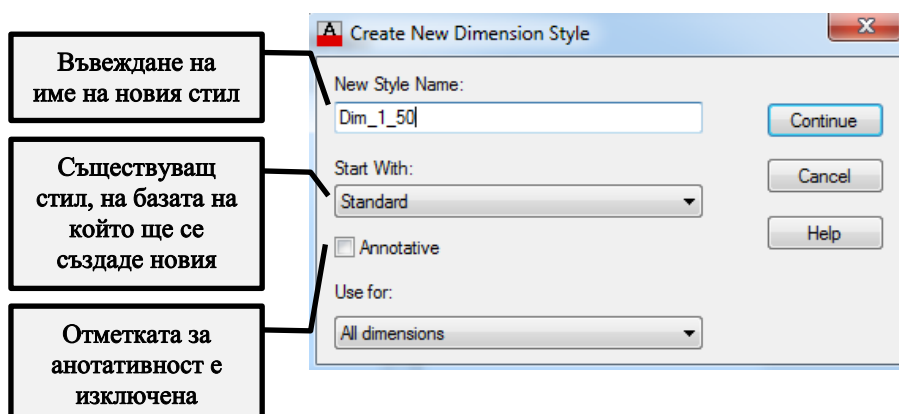 Въвеждане на
име на новия стил
Съществуващ
стил, на базата на
който ще се
създаде новия
Отметката за
анотативност е
изключена
Create New Dimension Style
New Style Name:
Dim_1_50
Continue
Start With:
Standard
Cancel
Annotative
Help
Use for:
All dimensions